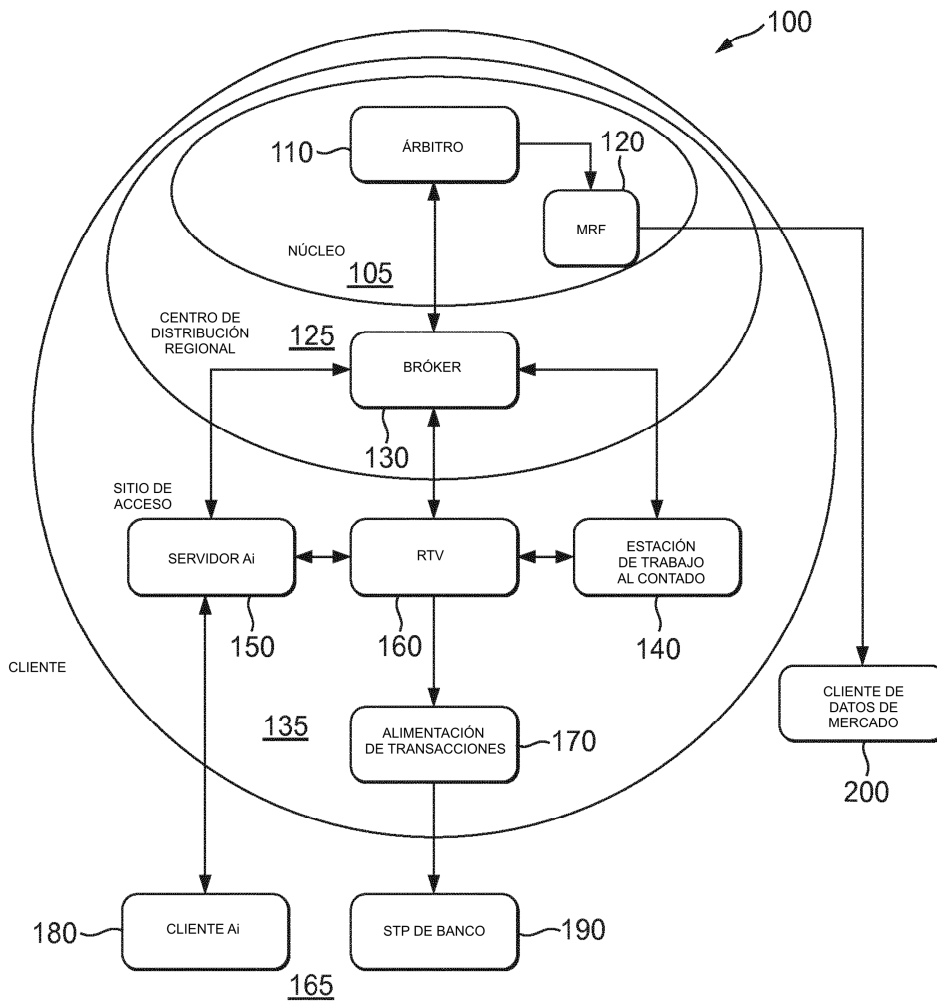 100
ÁRBITRO
110
120
MRF
NÚCLEO
105
CENTRO DE
DISTRIBUCIÓN
REGIONAL
125
BRÓKER
130
SITIO DE
ACCESO
SERVIDOR Ai
RTV
ESTACIÓN
DE TRABAJO
AL CONTADO
150
160
140
CLIENTE
135
ALIMENTACIÓN
DE TRANSACCIONES
170
CLIENTE DE
DATOS DE
MERCADO
200
180
CLIENTE Ai
STP DE BANCO
190
165